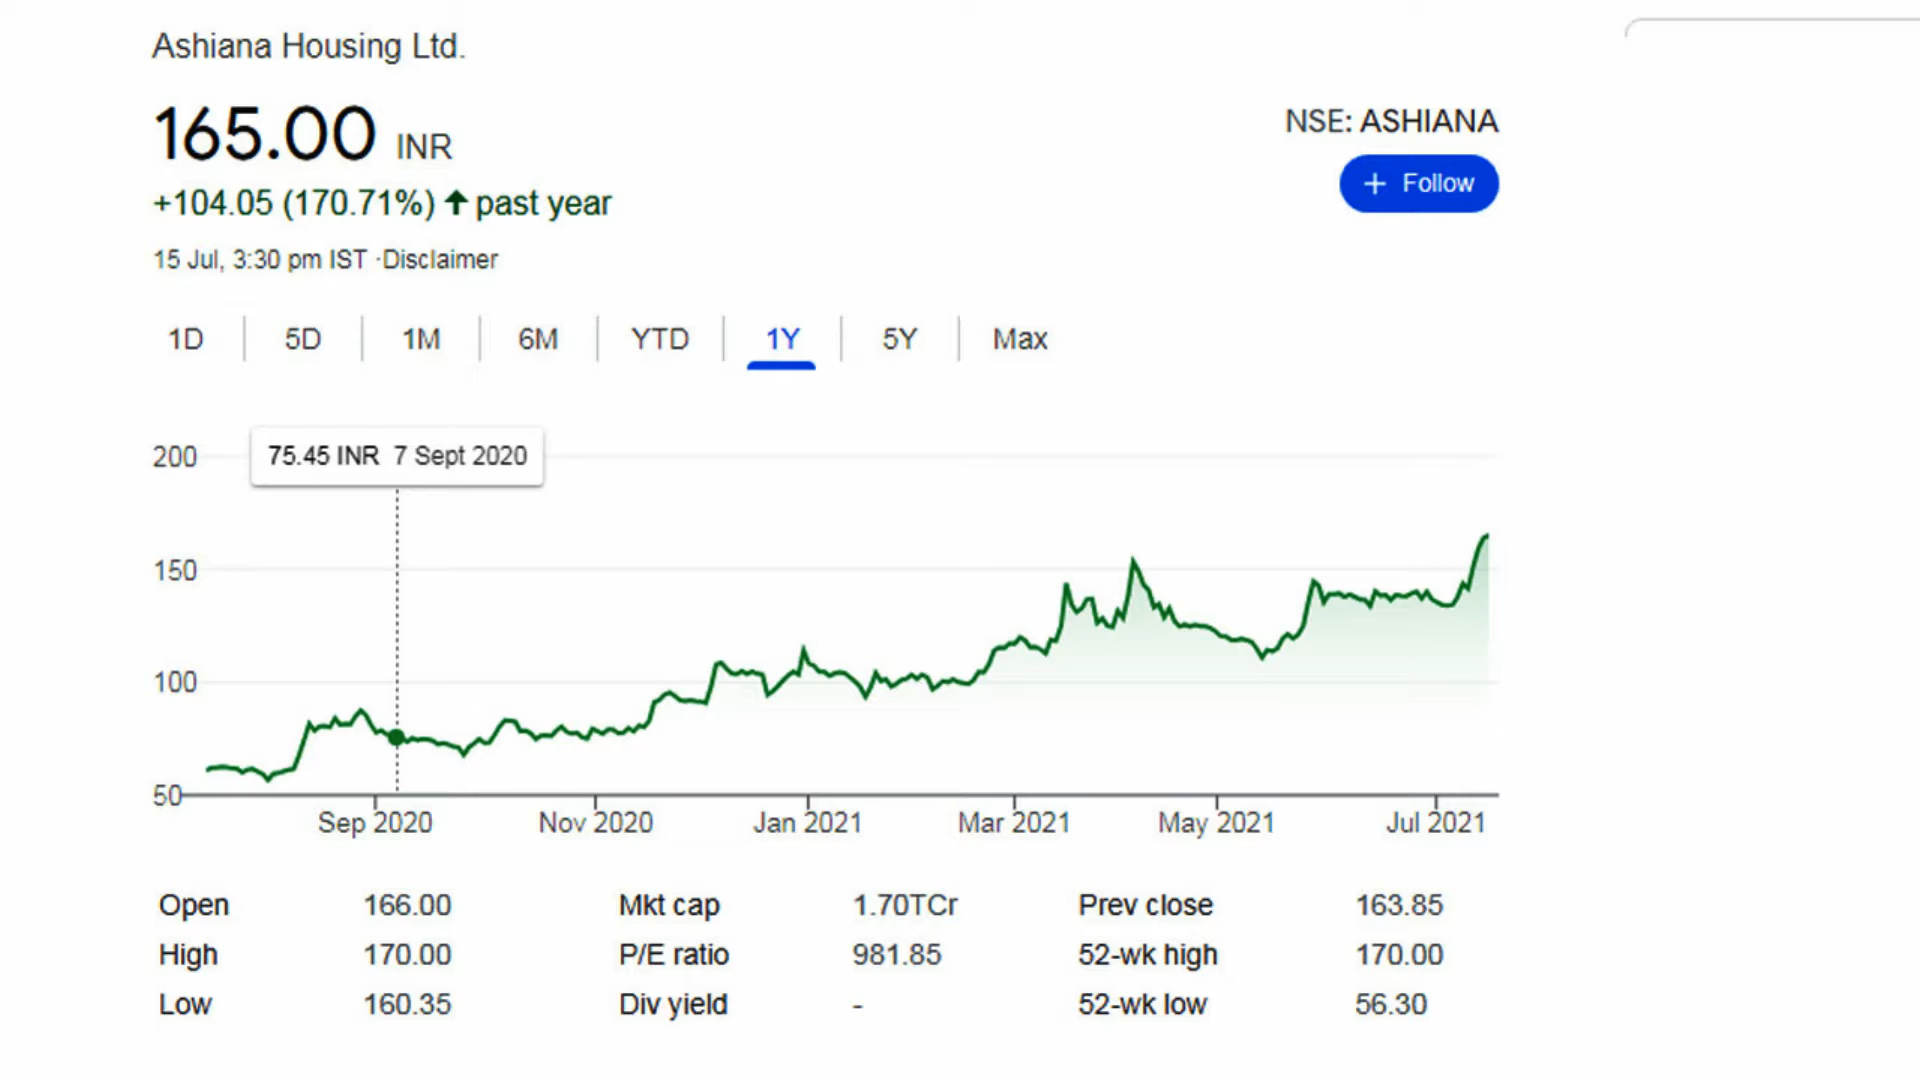 Ashiana Housing Ltd.
165.00 INR
NSE: ASHIANA
+ Follow
+104.05 (170.71%) ↑ past year
15 Jul, 3:30 pm IST ·Disclaimer
1D 5D 1M 6M YTD 1Y 5Y Max
75.45 INR 7 Sept 2020
200
150
100
50
Sep 2020 Nov 2020 Jan 2021 Mar 2021 May 2021 Jul 2021
Open 166.00 Mkt cap 1.70TCr Prev close 163.85
High 170.00 P/E ratio 981.85 52-wk high 170.00
Low 160.35 Div yield - 52-wk low 56.30